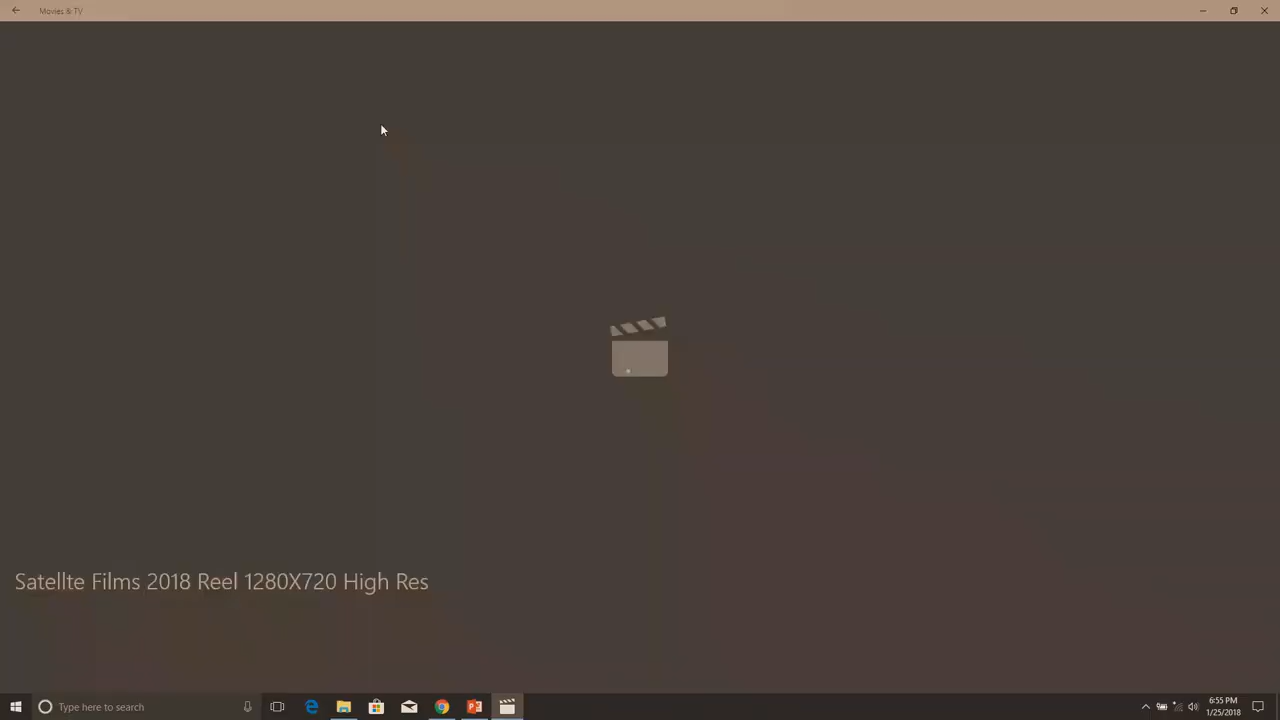 Movies & TV
Satellte Films 2018 Reel 1280X720 High Res
Type here to search
6:55 PM
1/25/2018